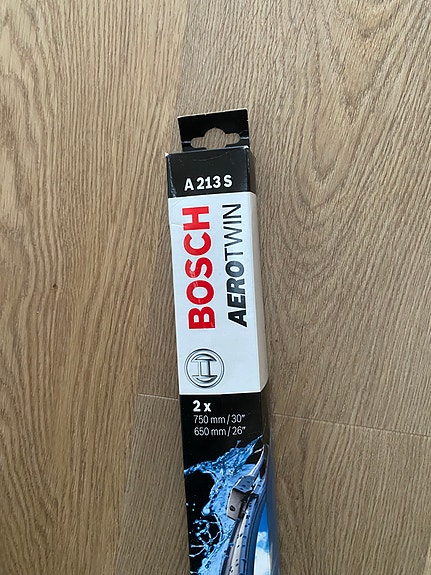 A 213 S
BOSCH
AEROTWIN
2 x
750 mm / 30"
650 mm / 26"